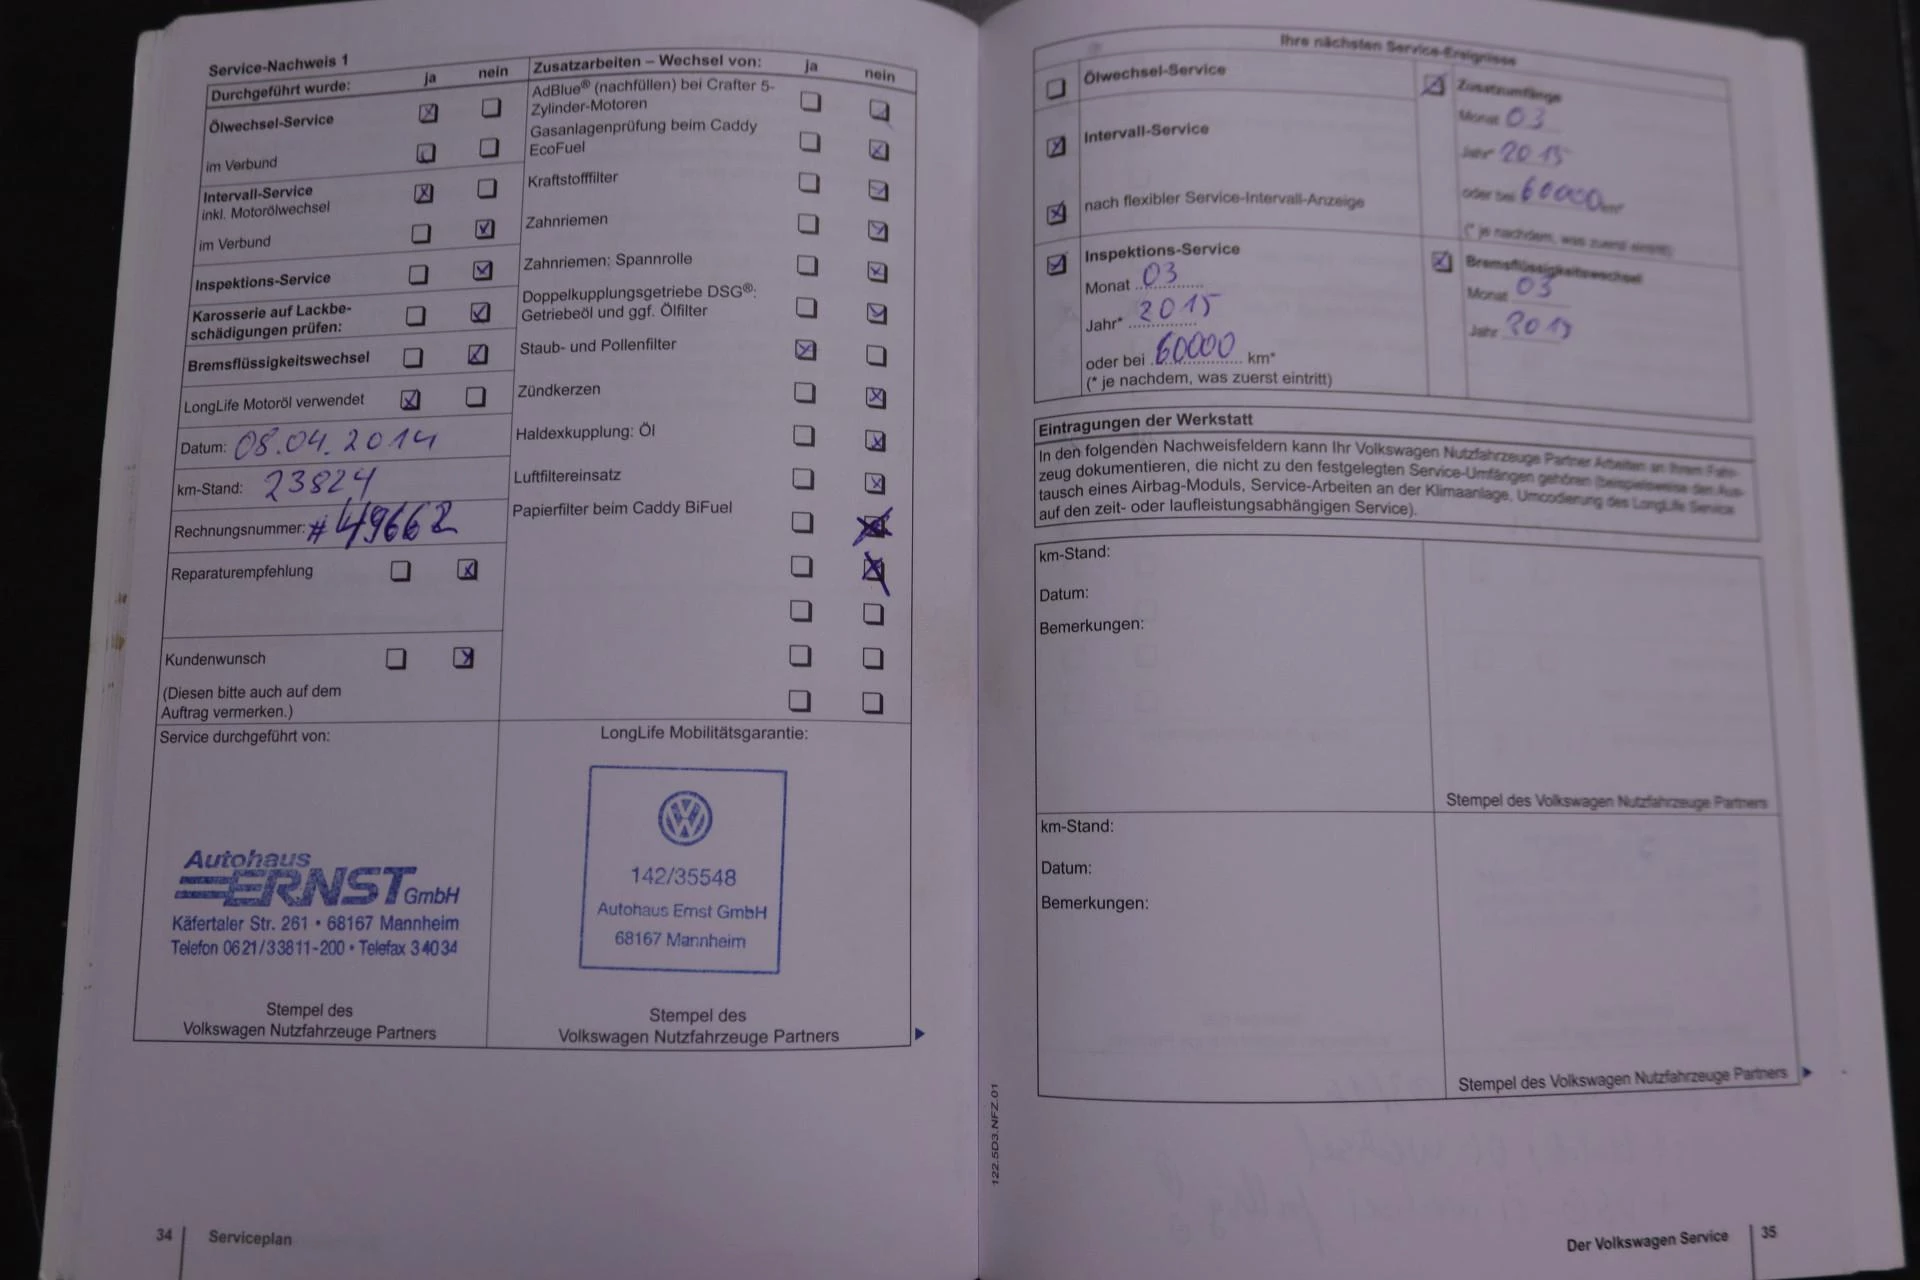 Service-Nachweis 1
Durchgeführt wurde: ja nein
Ölwechsel-Service
im Verbund
Intervall-Service
inkl. Motorölwechsel
im Verbund
Inspektions-Service
Karosserie auf Lackbe-
schädigungen prüfen:
Bremsflüssigkeitswechsel
LongLife Motoröl verwendet
Datum: 08.04.2014
km-Stand: 23824
Rechnungsnummer: #49662
Reparaturempfehlung
Kundenwunsch
(Diesen bitte auch auf dem
Auftrag vermerken.)
Zusatzarbeiten – Wechsel von: ja nein
AdBlue® (nachfüllen) bei Crafter 5-
Zylinder-Motoren
Gasanlagenprüfung beim Caddy
EcoFuel
Kraftstofffilter
Zahnriemen
Zahnriemen: Spannrolle
Doppelkupplungsgetriebe DSG®:
Getriebeöl und ggf. Ölfilter
Staub- und Pollenfilter
Zündkerzen
Haldexkupplung: Öl
Luftfiltereinsatz
Papierfilter beim Caddy BiFuel
Service durchgeführt von:
Autohaus
ERNST GmbH
Käfertaler Str. 261 • 68167 Mannheim
Telefon 0621/33811-200 • Telefax 34034
Stempel des
Volkswagen Nutzfahrzeuge Partners
LongLife Mobilitätsgarantie:
142/35548
Autohaus Ernst GmbH
68167 Mannheim
Stempel des
Volkswagen Nutzfahrzeuge Partners
34 Serviceplan
122.5D3.NFZ.01
Ihre nächsten Service-Ereignisse
Ölwechsel-Service
Intervall-Service
nach flexibler Service-Intervall-Anzeige
Inspektions-Service
Monat 03
Jahr* 2015
oder bei 60000 km*
(* je nachdem, was zuerst eintritt)
Zusatzumfänge
Monat 03
Jahr* 2015
oder bei 60000 km*
(* je nachdem, was zuerst eintritt)
Bremsflüssigkeitswechsel
Monat 03
Jahr 2015
Eintragungen der Werkstatt
In den folgenden Nachweisfeldern kann Ihr Volkswagen Nutzfahrzeuge Partner Arbeiten an Ihrem Fahr-
zeug dokumentieren, die nicht zu den festgelegten Service-Umfängen gehören (beispielsweise den Aus-
tausch eines Airbag-Moduls, Service-Arbeiten an der Klimaanlage, Umcodierung des LongLife Service
auf den zeit- oder laufleistungsabhängigen Service).
km-Stand:
Datum:
Bemerkungen:
Stempel des Volkswagen Nutzfahrzeuge Partners
km-Stand:
Datum:
Bemerkungen:
Stempel des Volkswagen Nutzfahrzeuge Partners
Der Volkswagen Service 35